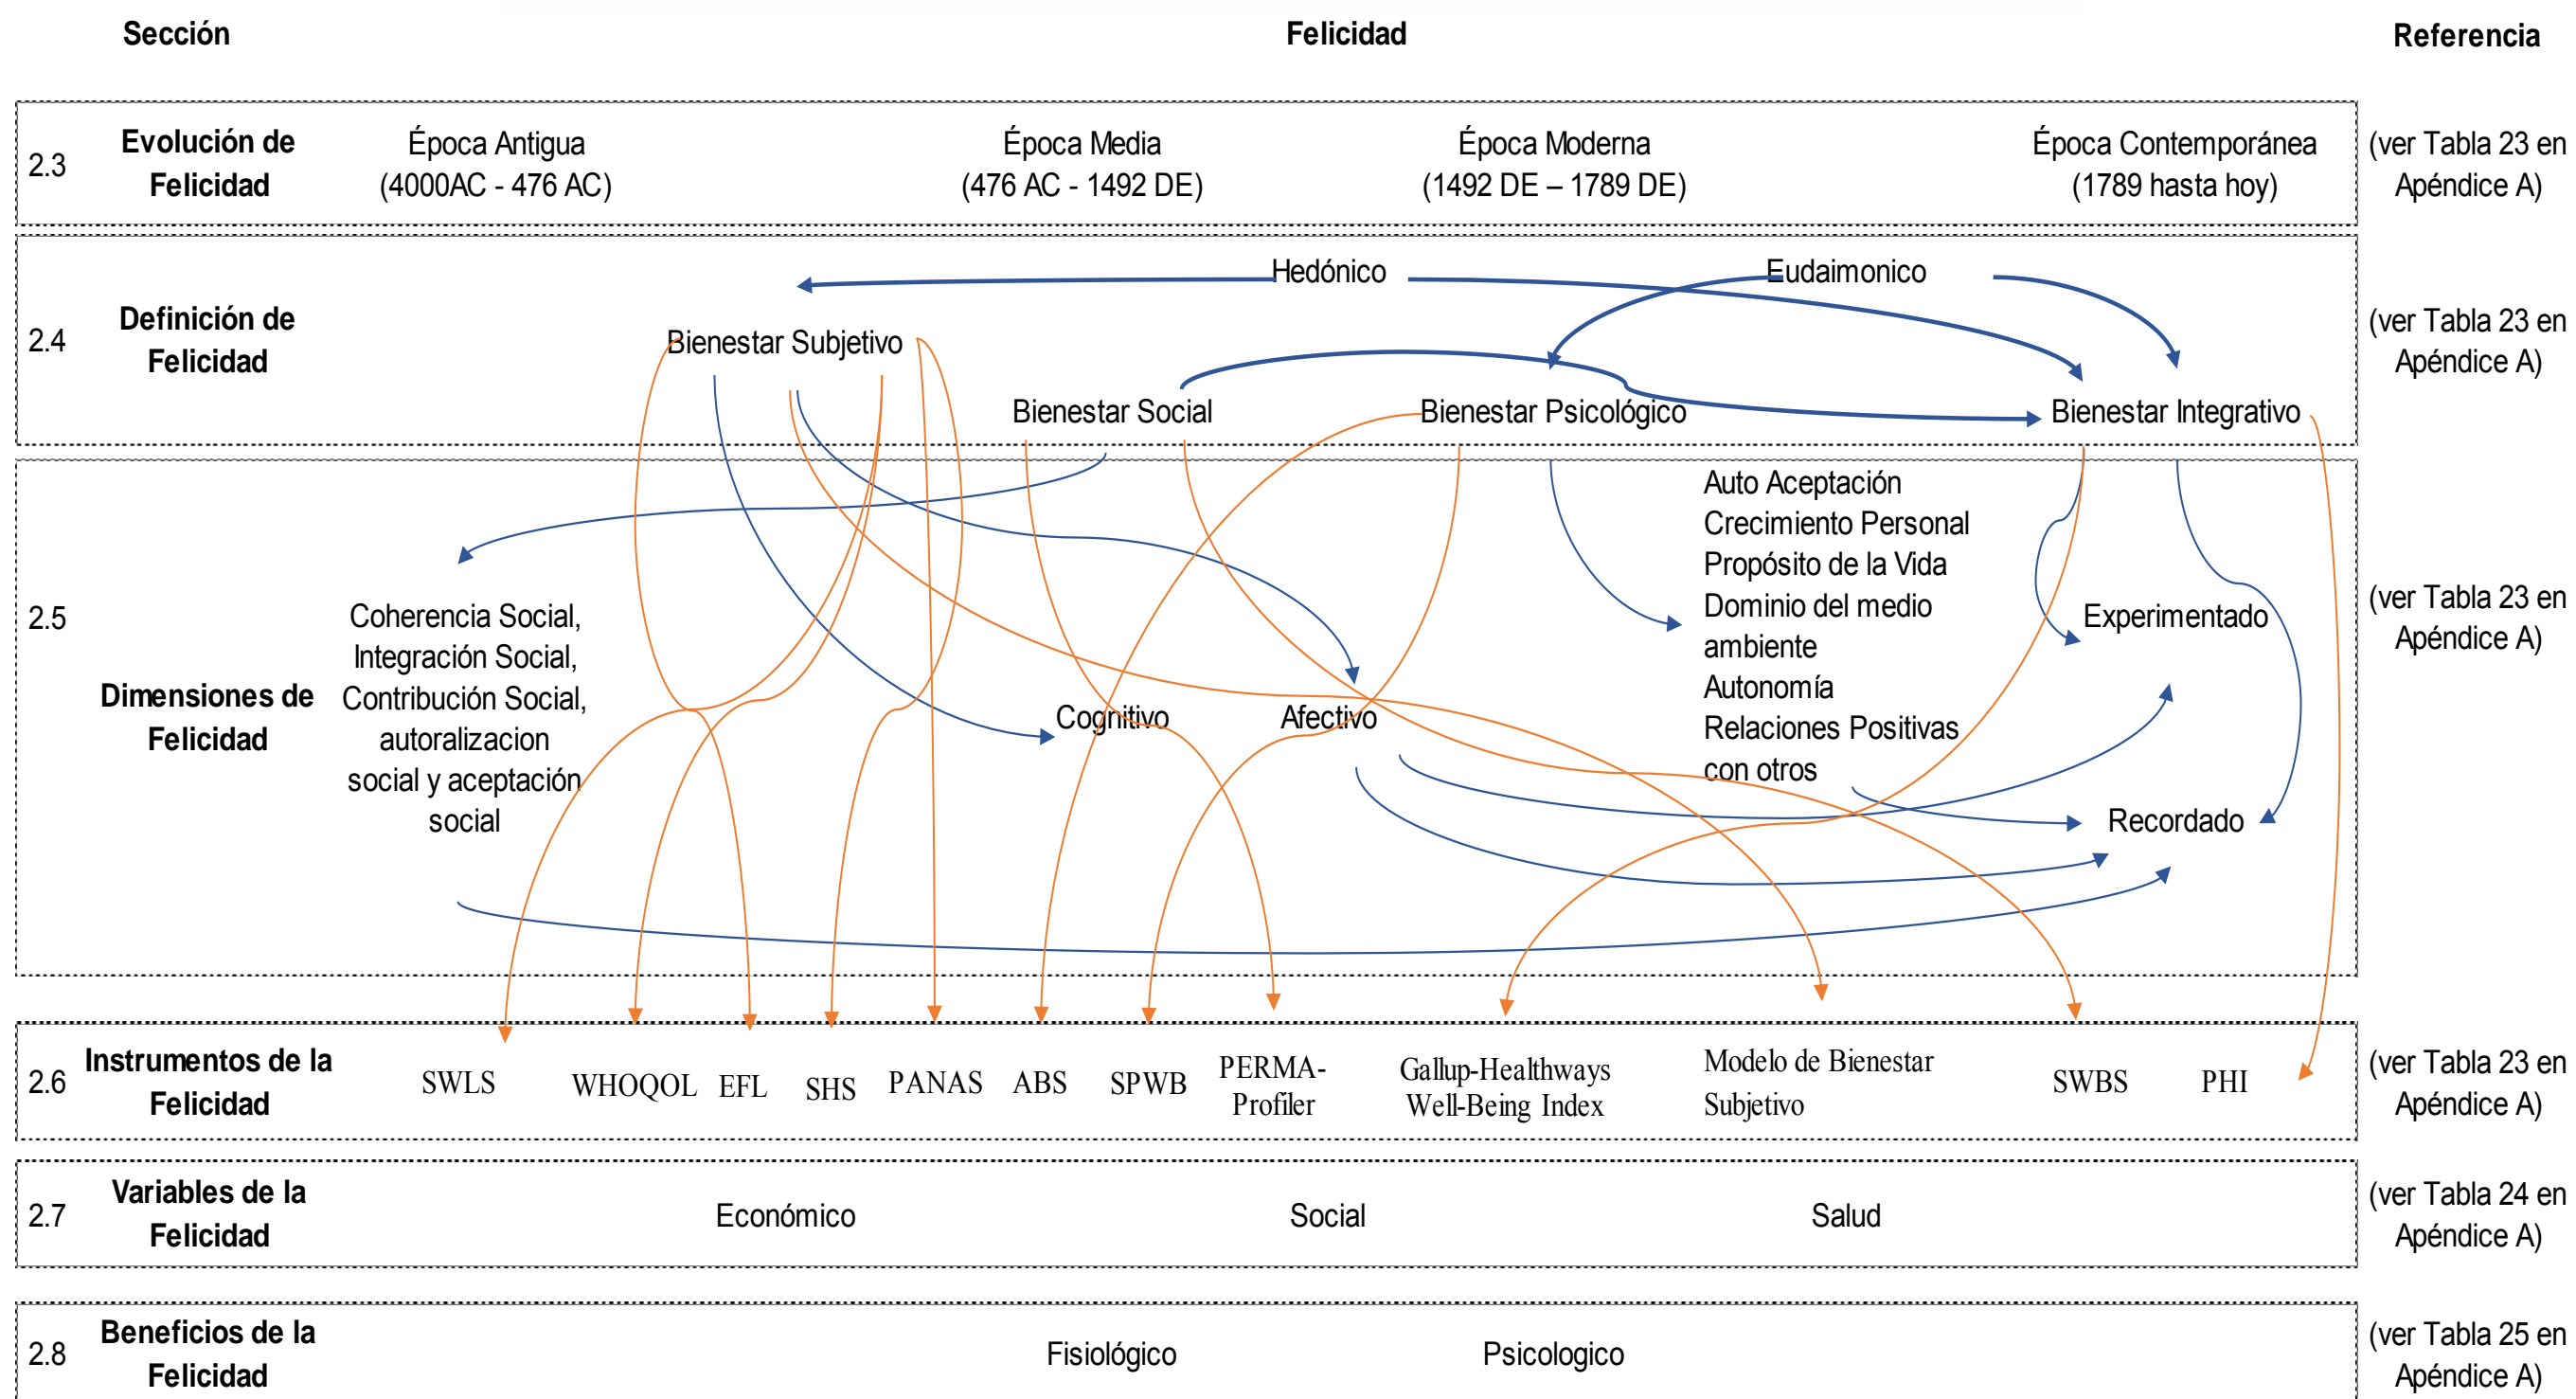 Sección
Felicidad
Referencia
2.3
Evolución de
Felicidad
Época Antigua
(4000AC - 476 AC)
Época Media
(476 AC - 1492 DE)
Época Moderna
(1492 DE – 1789 DE)
Época Contemporánea
(1789 hasta hoy)
(ver Tabla 23 en
Apéndice A)
2.4
Definición de
Felicidad
Hedónico
Eudaimonico
Bienestar Subjetivo
Bienestar Social
Bienestar Psicológico
Bienestar Integrativo
(ver Tabla 23 en
Apéndice A)
2.5
Dimensiones de
Felicidad
Coherencia Social,
Integración Social,
Contribución Social,
autoralizacion
social y aceptación
social
Cognitivo
Afectivo
Auto Aceptación
Crecimiento Personal
Propósito de la Vida
Dominio del medio
ambiente
Autonomía
Relaciones Positivas
con otros
Experimentado
Recordado
(ver Tabla 23 en
Apéndice A)
2.6
Instrumentos de la
Felicidad
SWLS
WHOQOL
EFL
SHS
PANAS
ABS
SPWB
PERMA-
Profiler
Gallup-Healthways
Well-Being Index
Modelo de Bienestar
Subjetivo
SWBS
PHI
(ver Tabla 23 en
Apéndice A)
2.7
Variables de la
Felicidad
Económico
Social
Salud
(ver Tabla 24 en
Apéndice A)
2.8
Beneficios de la
Felicidad
Fisiológico
Psicologico
(ver Tabla 25 en
Apéndice A)